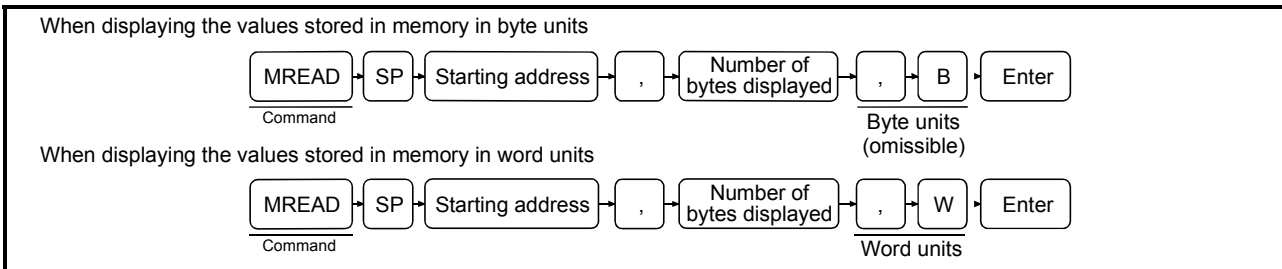 When displaying the values stored in memory in byte units
MREAD SP Starting address , Number of bytes displayed , B Enter
Command
Byte units
(omissible)
When displaying the values stored in memory in word units
MREAD SP Starting address , Number of bytes displayed , W Enter
Command
Word units